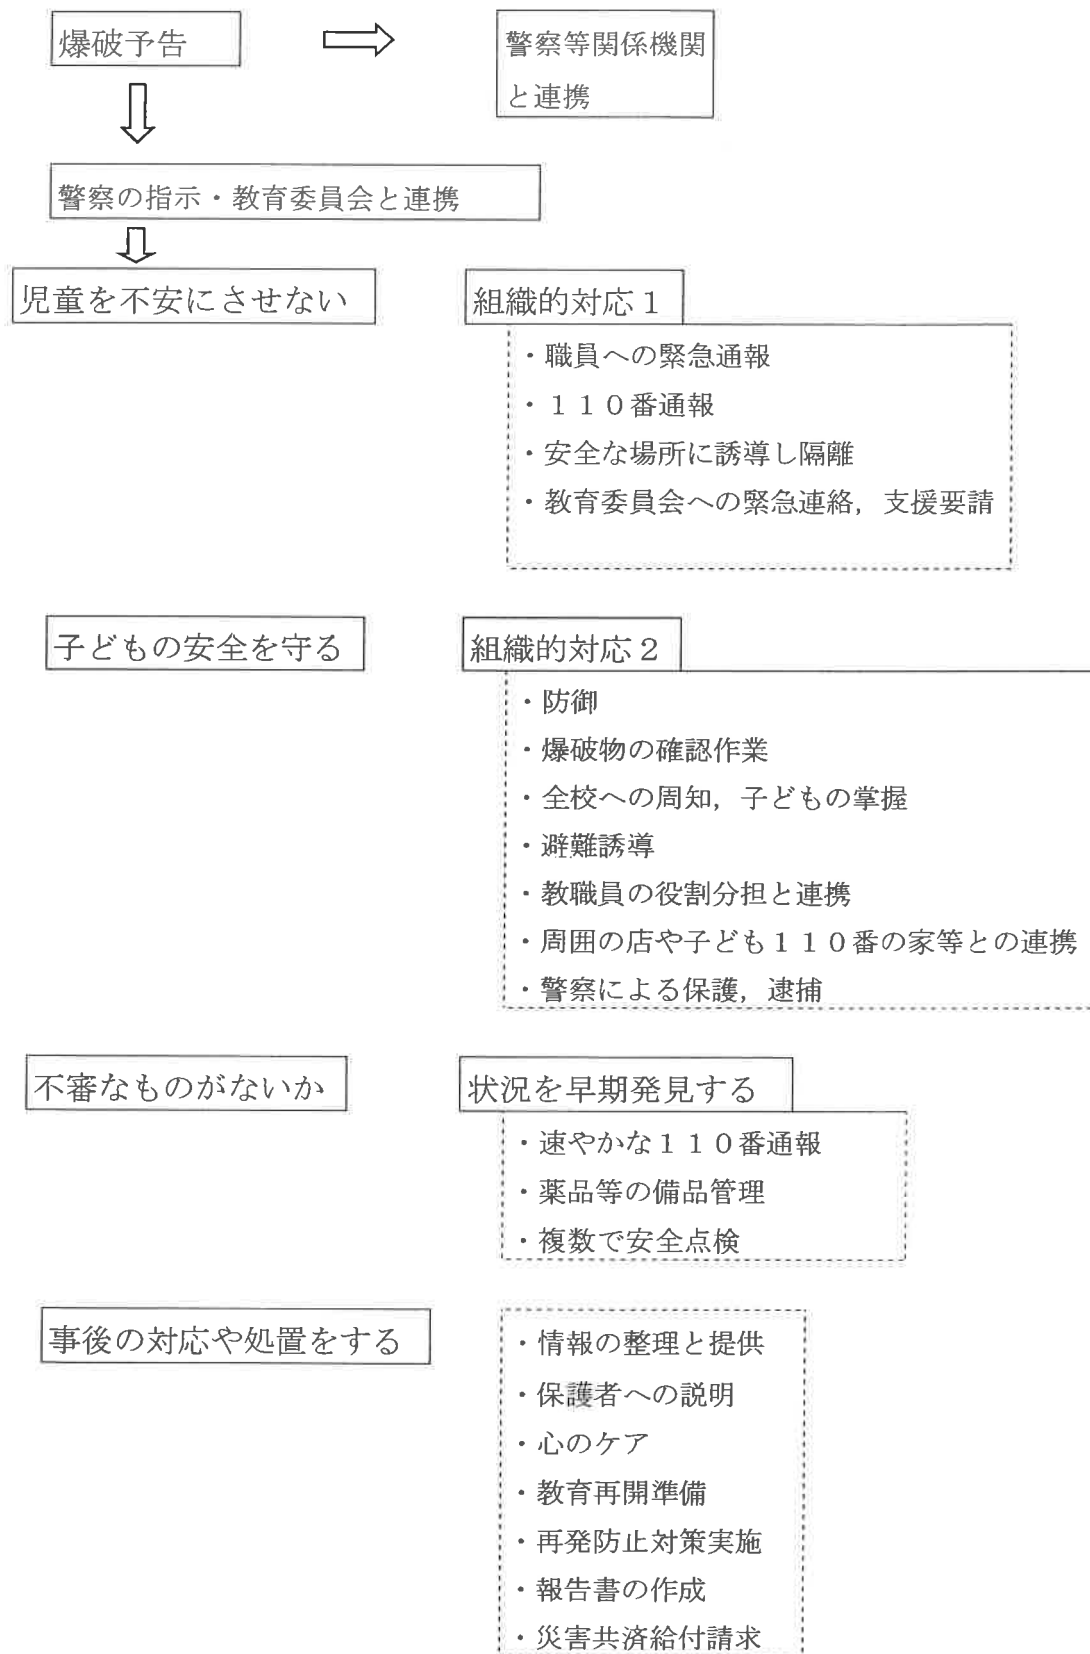 爆破予告
警察等関係機関
と連携
警察の指示・教育委員会と連携
児童を不安にさせない
組織的対応1
・職員への緊急通報
・110番通報
・安全な場所に誘導し隔離
・教育委員会への緊急連絡，支援要請
子どもの安全を守る
組織的対応2
・防御
・爆破物の確認作業
・全校への周知，子どもの掌握
・避難誘導
・教職員の役割分担と連携
・周囲の店や子ども110番の家等との連携
・警察による保護，逮捕
不審なものがないか
状況を早期発見する
・速やかな110番通報
・薬品等の備品管理
・複数で安全点検
事後の対応や処置をする
・情報の整理と提供
・保護者への説明
・心のケア
・教育再開準備
・再発防止対策実施
・報告書の作成
・災害共済給付請求